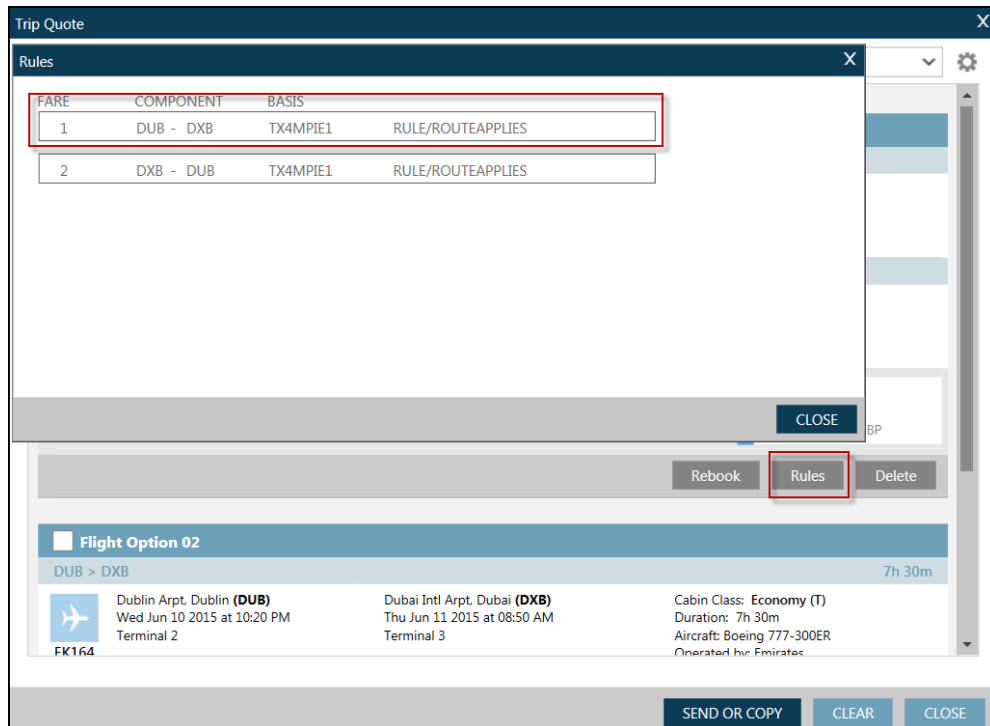 Trip Quote X
Rules X
FARE COMPONENT BASIS
1 DUB - DXB TX4MPIE1 RULE/ROUTEAPPLIES
2 DXB - DUB TX4MPIE1 RULE/ROUTEAPPLIES
CLOSE
BP
Rebook Rules Delete
Flight Option 02
DUB > DXB 7h 30m
Dublin Arpt, Dublin (DUB) Dubai Intl Arpt, Dubai (DXB) Cabin Class: Economy (T)
Wed Jun 10 2015 at 10:20 PM Thu Jun 11 2015 at 08:50 AM Duration: 7h 30m
Terminal 2 Terminal 3 Aircraft: Boeing 777-300ER
EK164 Operated by: Emirates
SEND OR COPY CLEAR CLOSE